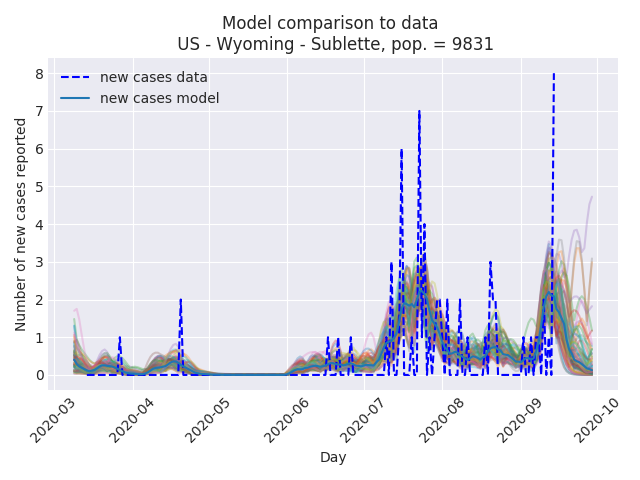 Model comparison to data
US - Wyoming - Sublette, pop. = 9831
new cases data
new cases model
Number of new cases reported
8
7
6
5
4
3
2
1
0
2020-03
2020-04
2020-05
2020-06
2020-07
2020-08
2020-09
2020-10
Day